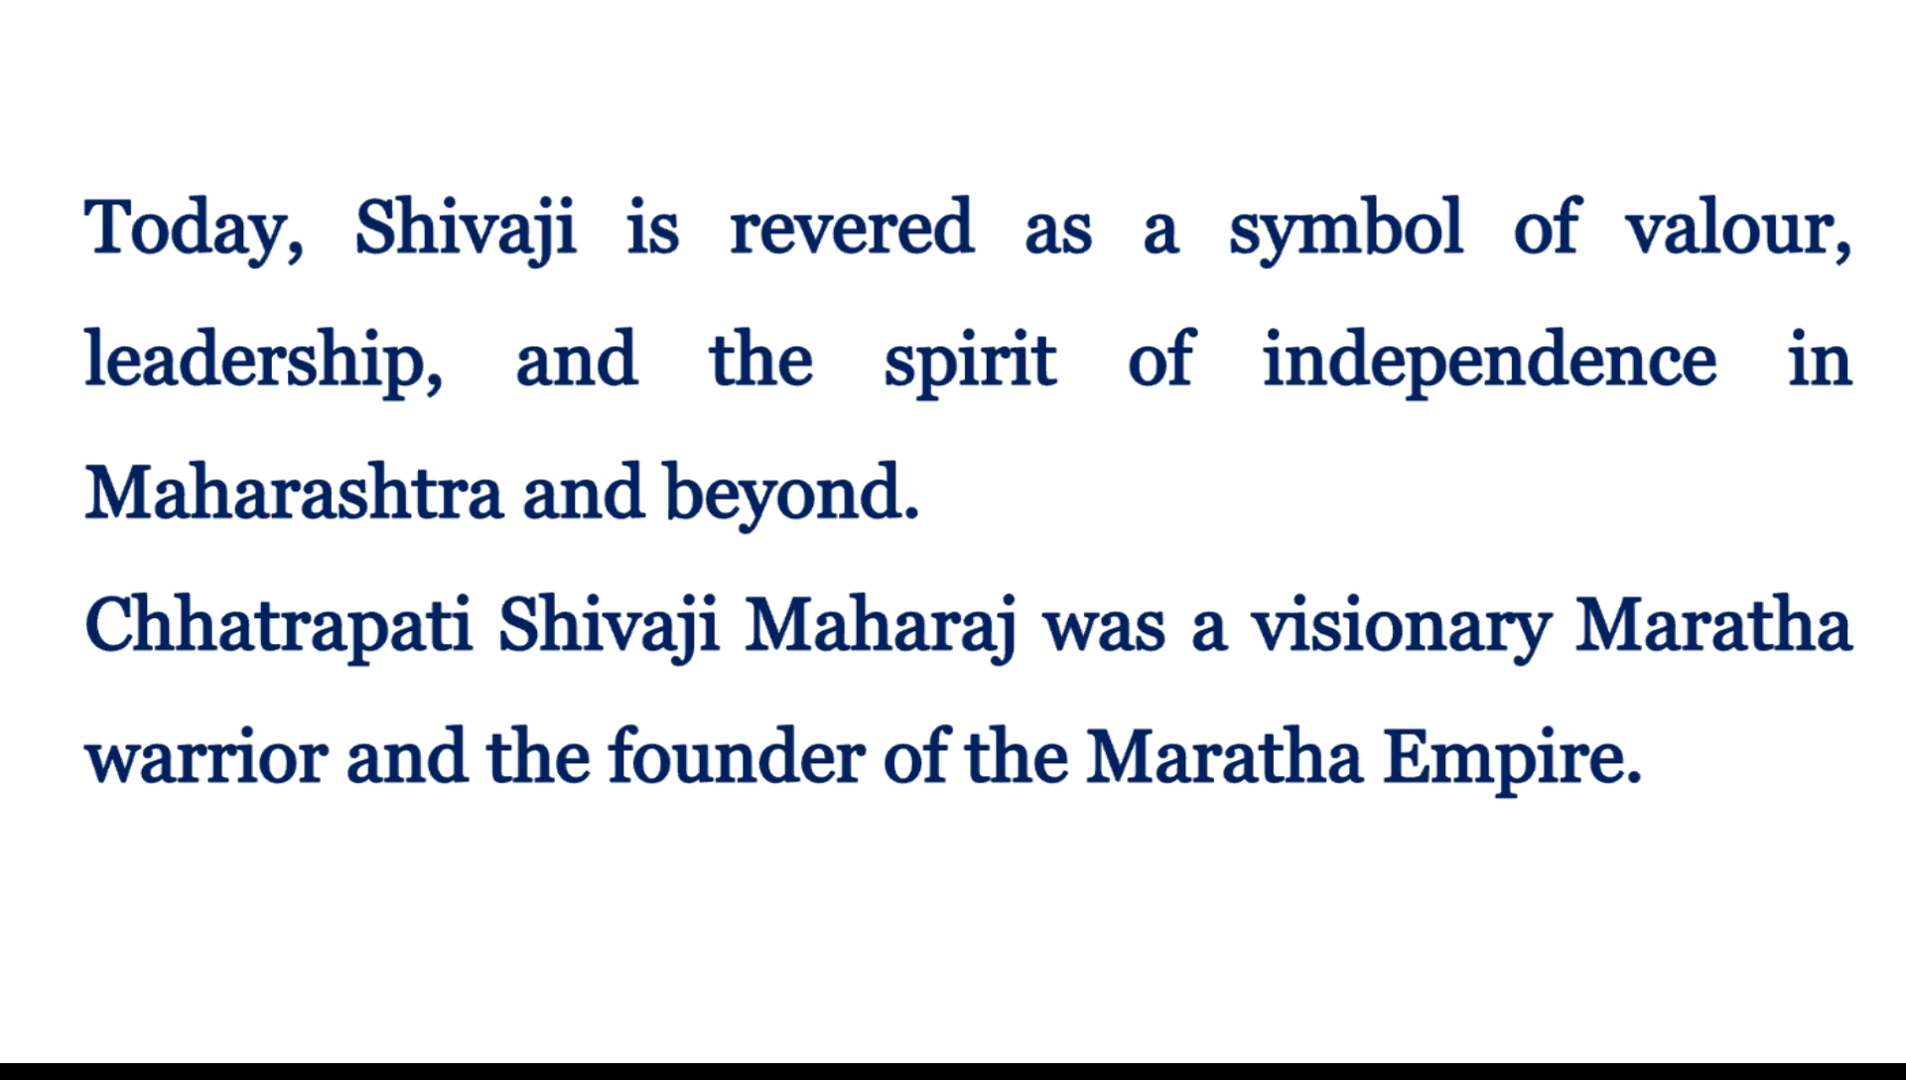 Today, Shivaji is revered as a symbol of valour,
leadership, and the spirit of independence in
Maharashtra and beyond.
Chhatrapati Shivaji Maharaj was a visionary Maratha
warrior and the founder of the Maratha Empire.